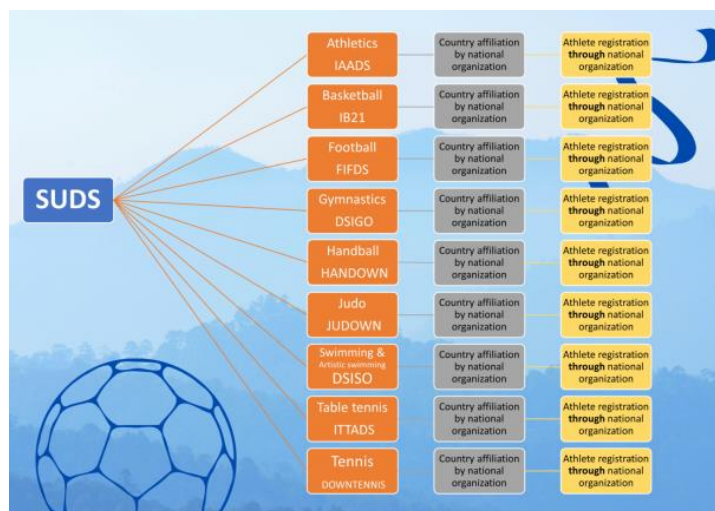 SUDS
Athletics
IAADS
Country affiliation
by national
organization
Athlete registration
through national
organization
Basketball
IB21
Country affiliation
by national
organization
Athlete registration
through national
organization
Football
FIFDS
Country affiliation
by national
organization
Athlete registration
through national
organization
Gymnastics
DSIGO
Country affiliation
by national
organization
Athlete registration
through national
organization
Handball
HANDOWN
Country affiliation
by national
organization
Athlete registration
through national
organization
Judo
JUDOWN
Country affiliation
by national
organization
Athlete registration
through national
organization
Swimming &
Artistic swimming
DSISO
Country affiliation
by national
organization
Athlete registration
through national
organization
Table tennis
ITTADS
Country affiliation
by national
organization
Athlete registration
through national
organization
Tennis
DOWNTENNIS
Country affiliation
by national
organization
Athlete registration
through national
organization